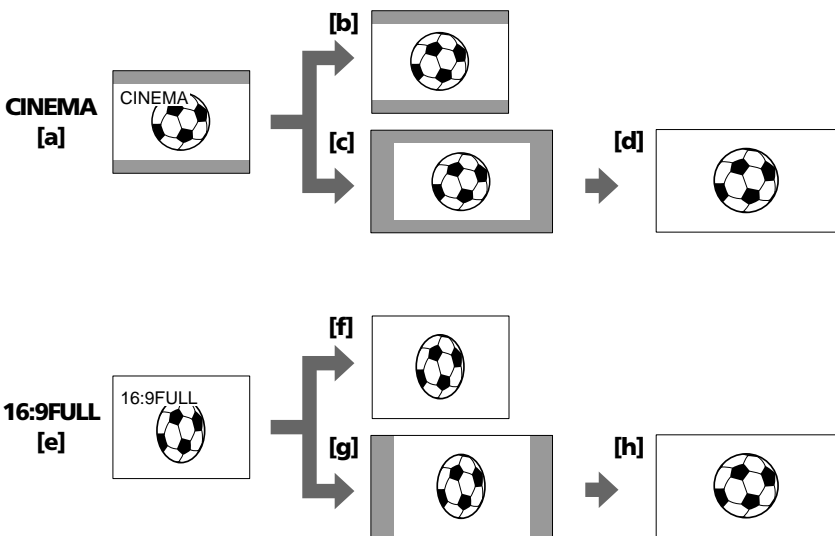 [b]
CINEMA
CINEMA
[a]
[c]
[d]
[f]
16:9FULL
16:9FULL
[e]
[g]
[h]